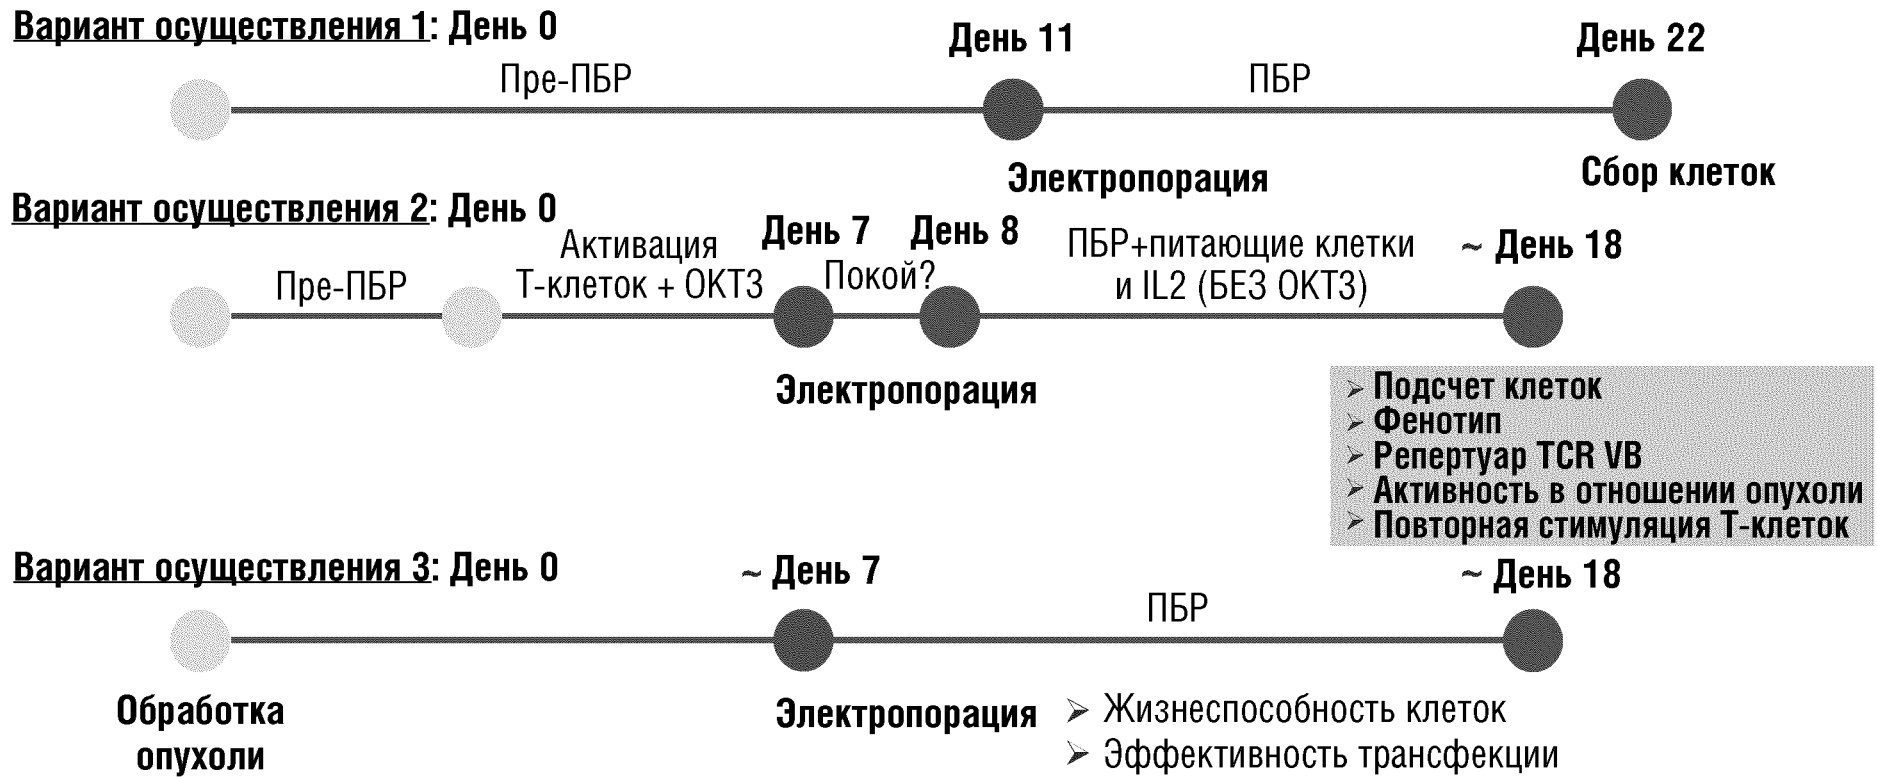 Вариант осуществления 1: День 0
День 11
День 22
Пре-ПБР
ПБР
Электропорация
Сбор клеток
Вариант осуществления 2: День 0
День 7
День 8
~ День 18
Активация
Т-клеток + ОКТ3
Покой?
ПБР+питающие клетки
и IL2 (БЕЗ ОКТ3)
Пре-ПБР
Электропорация
➢ Подсчет клеток
➢ Фенотип
➢ Репертуар TCR VB
➢ Активность в отношении опухоли
➢ Повторная стимуляция Т-клеток
Вариант осуществления 3: День 0
~ День 7
~ День 18
ПБР
Обработка
опухоли
Электропорация
➢ Жизнеспособность клеток
➢ Эффективность трансфекции